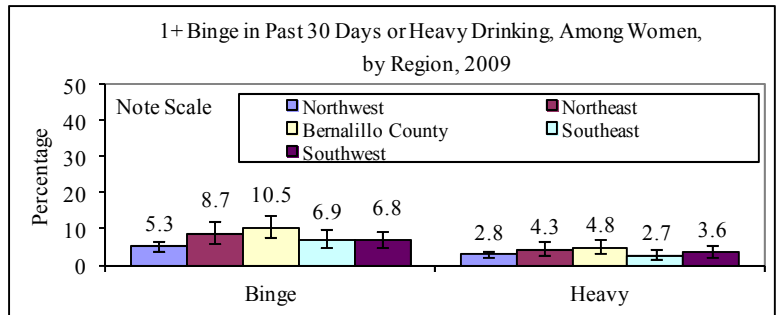 1+ Binge in Past 30 Days or Heavy Drinking, Among Women,
by Region, 2009
Percentage
50
40
30
20
10
0
Note Scale
Northwest
Northeast
Bernalillo County
Southeast
Southwest
5.3
8.7
10.5
6.9
6.8
2.8
4.3
4.8
2.7
3.6
Binge
Heavy